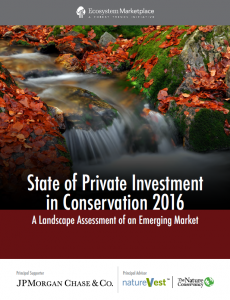 Ecosystem Marketplace
A FOREST TRENDS INITIATIVE
State of Private Investment
in Conservation 2016
A Landscape Assessment of an Emerging Market
Principal Supporter
Principal Advisor
JPMORGAN CHASE & CO.
natureVest™
The Nature
Conservancy